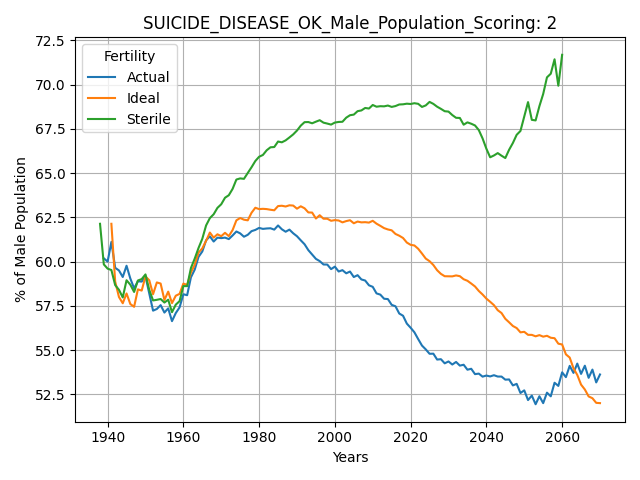 SUICIDE_DISEASE_OK_Male_Population_Scoring: 2
Fertility
Actual
Ideal
Sterile
% of Male Population
72.5
70.0
67.5
65.0
62.5
60.0
57.5
55.0
52.5
1940 1960 1980 2000 2020 2040 2060
Years